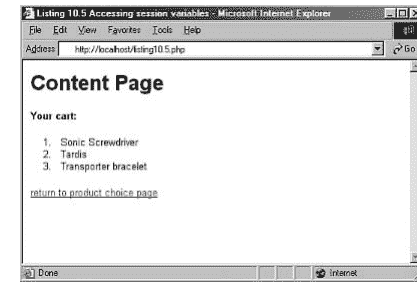 Listing 10.5 Accessing session variables - Microsoft Internet Explorer
File Edit View Favorites Tools Help
Address http://localhost/listing10.5.php Go
Content Page
Your cart:
1. Sonic Screwdriver
2. Tardis
3. Transporter bracelet
return to product choice page
Done Internet